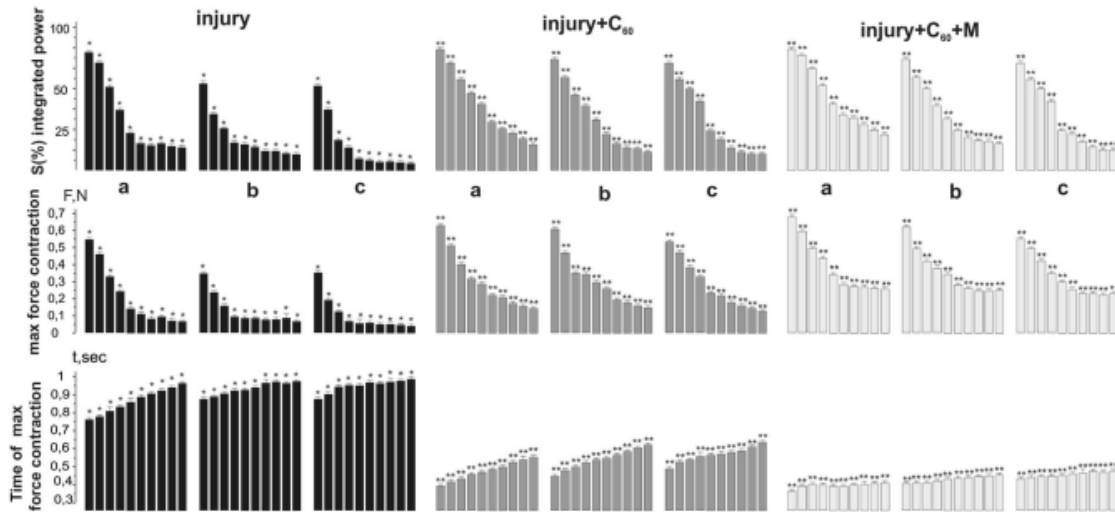 injury
injury+C₆₀
injury+C₆₀+M
S(%) integrated power
100
50
25
a
b
c
a
b
c
a
b
c
F,N
max force contraction
0,7
0,6
0,5
0,4
0,3
0,2
0,1
0
t,sec
Time of max
force contraction
1
0,9
0,8
0,7
0,6
0,5
0,4
0,3